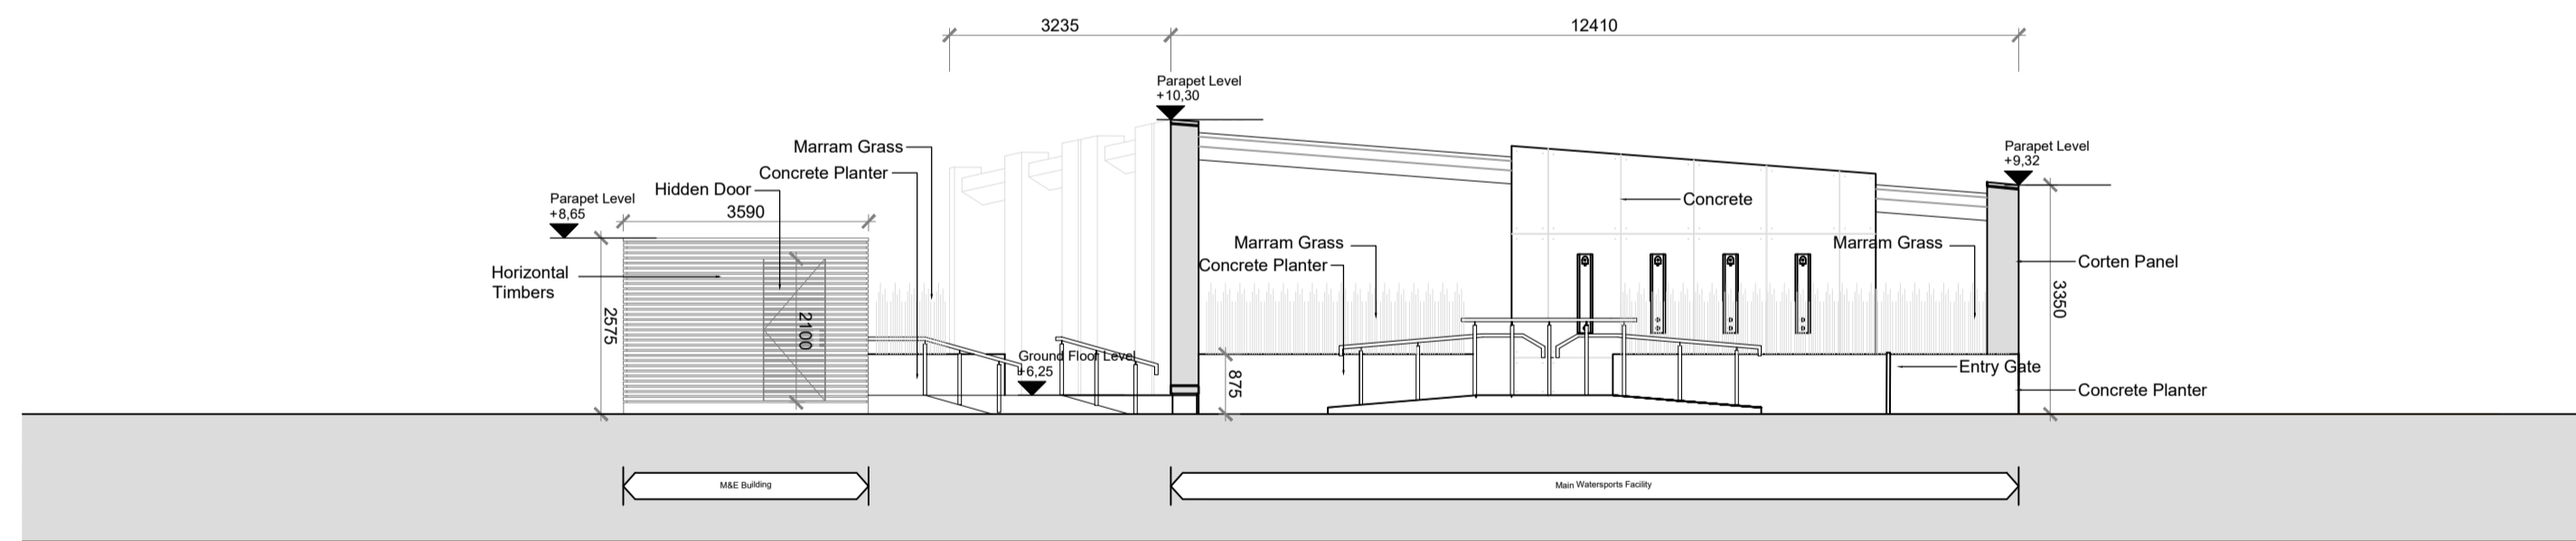 3235
12410
Parapet Level
+10,30
Marram Grass
Concrete Planter
Hidden Door
3590
Parapet Level
+8,65
Horizontal
Timbers
2575
2100
Ground Floor Level
+6,25
Marram Grass
Concrete Planter
875
Concrete
Marram Grass
Parapet Level
+9,32
Corten Panel
3350
Entry Gate
Concrete Planter
M&E Building
Main Watersports Facility